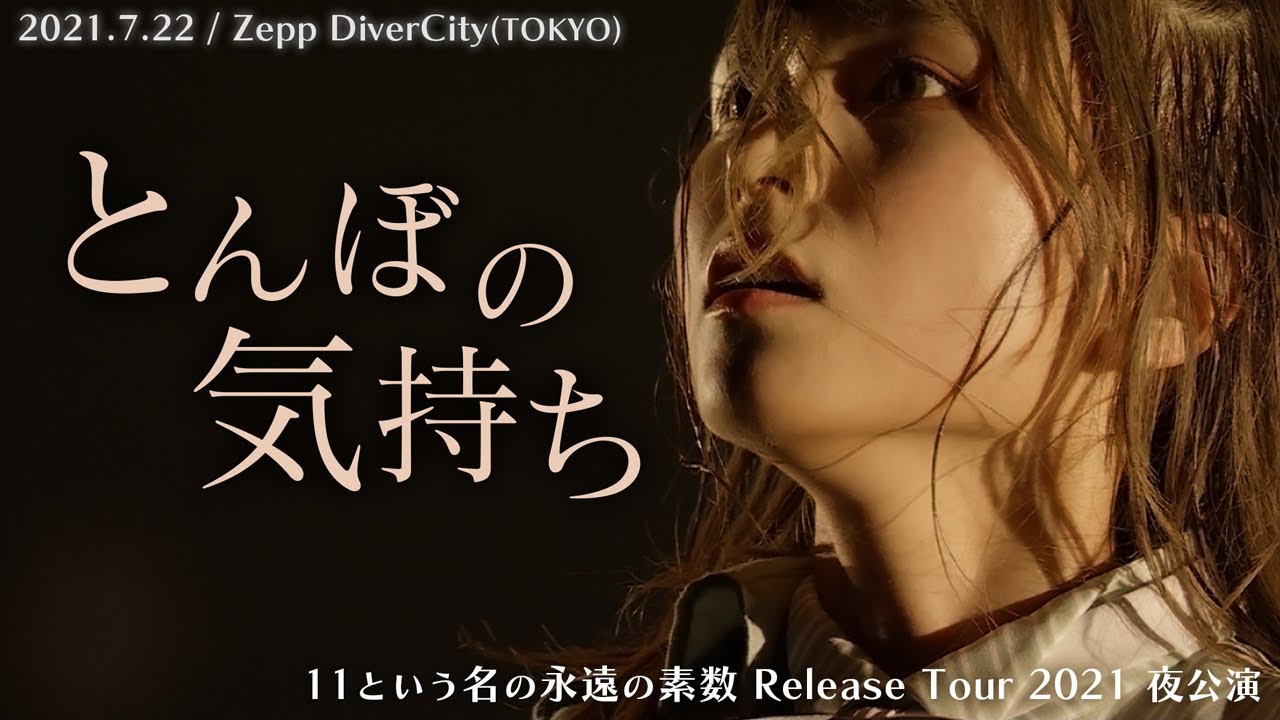 2021.7.22 / Zepp DiverCity(TOKYO)
とんぼの
気持ち
11という名の永遠の素数 Release Tour 2021 夜公演